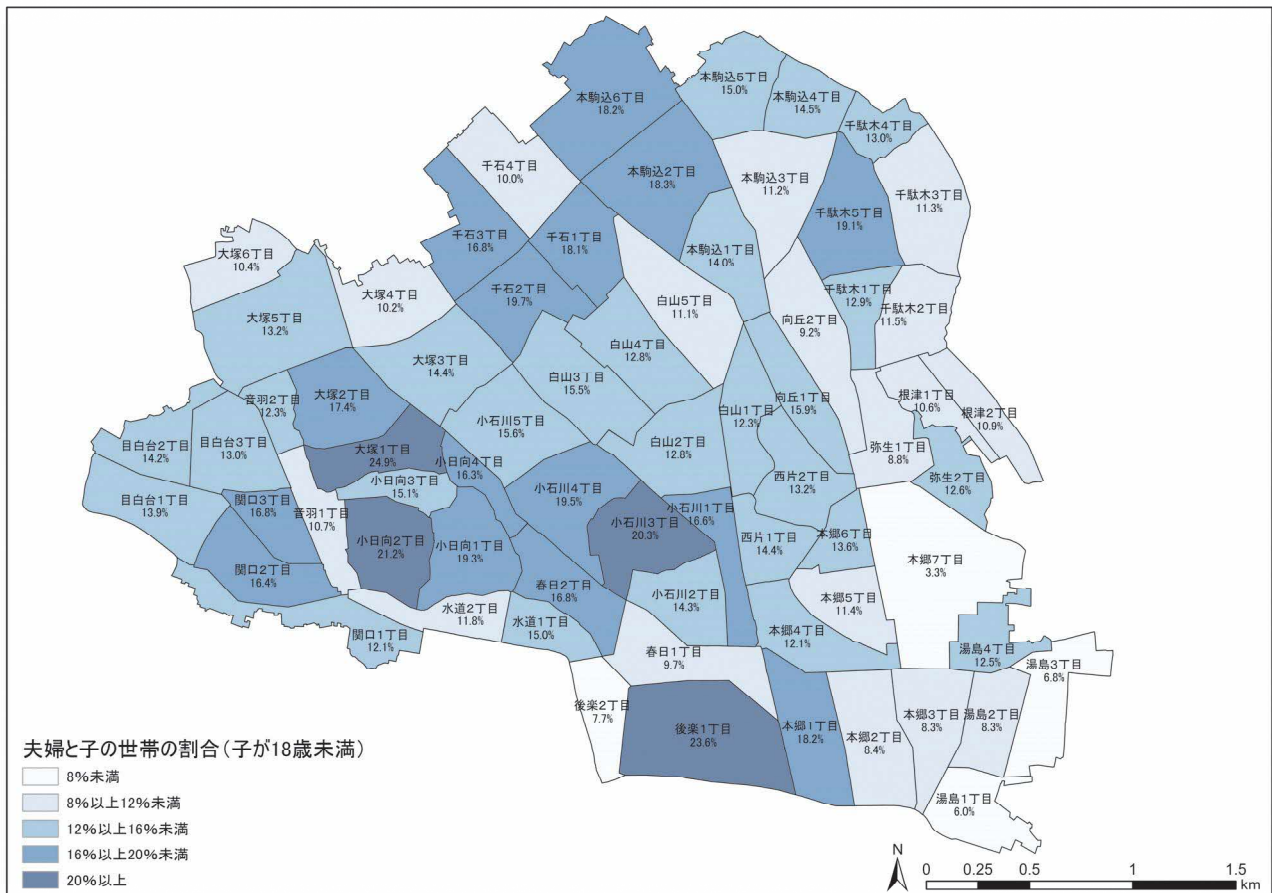 本駒込6丁目
18.2%
本駒込5丁目
15.0%
本駒込4丁目
14.5%
千駄木4丁目
13.0%
千石4丁目
10.0%
本駒込2丁目
18.3%
本駒込3丁目
11.2%
千駄木3丁目
11.3%
千駄木5丁目
19.1%
千石3丁目
16.8%
千石1丁目
18.1%
本駒込1丁目
14.0%
大塚6丁目
10.4%
大塚4丁目
10.2%
千石2丁目
19.7%
白山5丁目
11.1%
千駄木1丁目
12.9%
千駄木2丁目
11.5%
大塚5丁目
13.2%
向丘2丁目
9.2%
白山4丁目
12.8%
大塚3丁目
14.4%
白山3丁目
15.5%
根津1丁目
10.6%
根津2丁目
10.9%
大塚2丁目
17.4%
音羽2丁目
12.3%
向丘1丁目
15.9%
白山1丁目
12.3%
小石川5丁目
15.6%
目白台2丁目
14.2%
目白台3丁目
13.0%
白山2丁目
12.8%
弥生1丁目
8.8%
大塚1丁目
24.9%
小日向4丁目
16.3%
西片2丁目
13.2%
弥生2丁目
12.6%
小日向3丁目
15.1%
目白台1丁目
13.9%
関口3丁目
16.8%
音羽1丁目
10.7%
小石川4丁目
19.5%
小石川1丁目
16.6%
小日向2丁目
21.2%
小日向1丁目
19.3%
小石川3丁目
20.3%
西片1丁目
14.4%
本郷6丁目
13.6%
本郷7丁目
3.3%
関口2丁目
16.4%
春日2丁目
16.8%
小石川2丁目
14.3%
本郷5丁目
11.4%
水道2丁目
11.8%
水道1丁目
15.0%
関口1丁目
12.1%
本郷4丁目
12.1%
春日1丁目
9.7%
湯島4丁目
12.5%
湯島3丁目
6.8%
後楽2丁目
7.7%
後楽1丁目
23.6%
本郷1丁目
18.2%
本郷2丁目
8.4%
本郷3丁目
8.3%
湯島2丁目
8.3%
湯島1丁目
6.0%
夫婦と子の世帯の割合(子が18歳未満)
8%未満
8%以上12%未満
12%以上16%未満
16%以上20%未満
20%以上
N
0 0.25 0.5 1 1.5
km